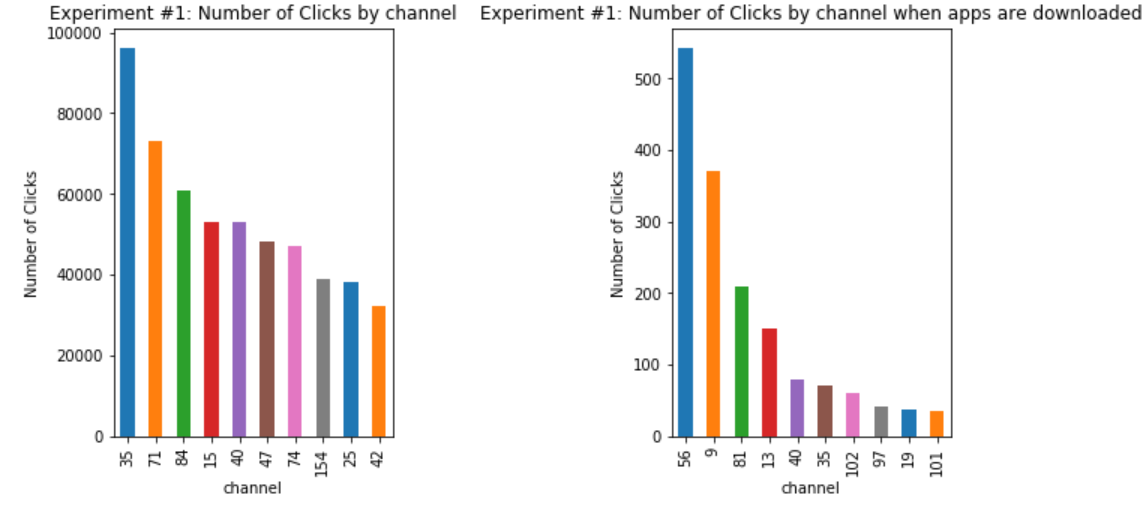 Experiment #1: Number of Clicks by channel
100000
80000
60000
40000
20000
0
Number of Clicks
35 71 84 15 40 47 74 154 25 42
channel
Experiment #1: Number of Clicks by channel when apps are downloaded
500
400
300
200
100
0
Number of Clicks
56 9 81 13 40 35 102 97 19 101
channel